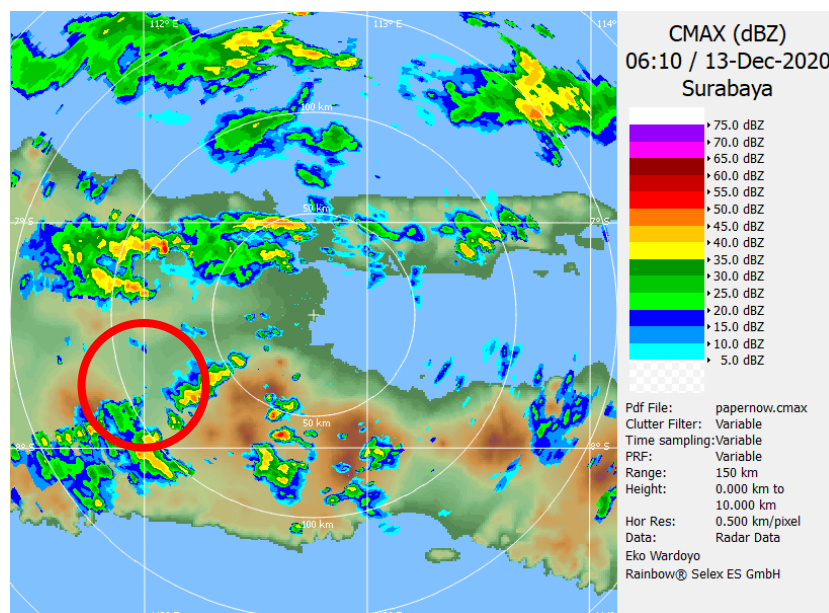 112° E
113° E
114°
100 km
50 km
7° S
7° S
50 km
8° S
8° S
100 km
CMAX (dBZ)
06:10 / 13-Dec-2020
Surabaya
75.0 dBZ
70.0 dBZ
65.0 dBZ
60.0 dBZ
55.0 dBZ
50.0 dBZ
45.0 dBZ
40.0 dBZ
35.0 dBZ
30.0 dBZ
25.0 dBZ
20.0 dBZ
15.0 dBZ
10.0 dBZ
5.0 dBZ
Pdf File: papernow.cmax
Clutter Filter: Variable
Time sampling:Variable
PRF: Variable
Range: 150 km
Height: 0.000 km to
10.000 km
Hor Res: 0.500 km/pixel
Data: Radar Data
Eko Wardoyo
Rainbow® Selex ES GmbH